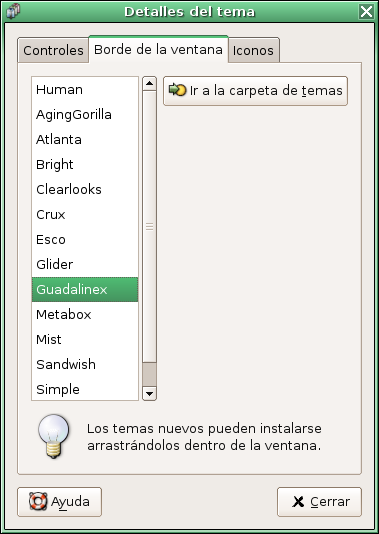 Detalles del tema
Controles
Borde de la ventana
Iconos
Human
AgingGorilla
Atlanta
Bright
Clearlooks
Crux
Esco
Glider
Guadalinex
Metabox
Mist
Sandwish
Simple
Ir a la carpeta de temas
Los temas nuevos pueden instalarse
arrastrándolos dentro de la ventana.
Ayuda
Cerrar